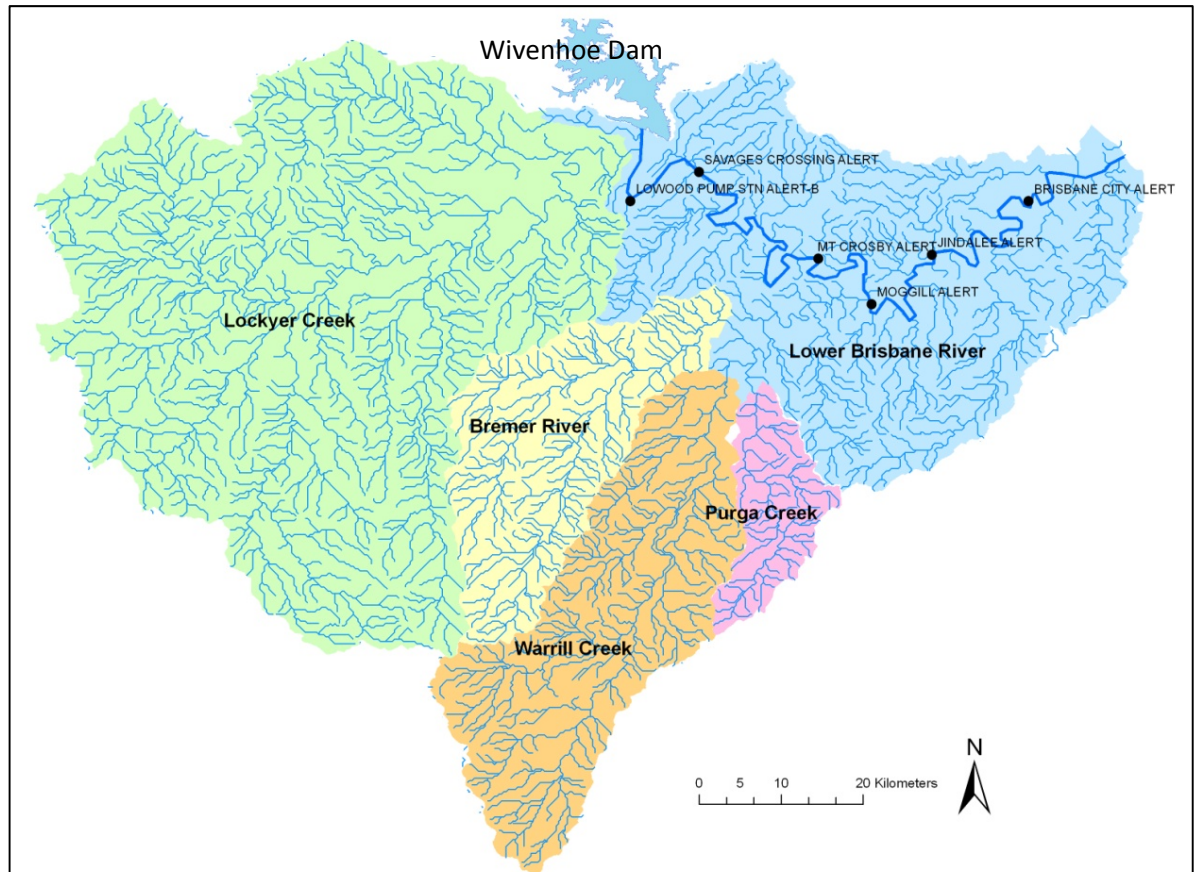 Wivenhoe Dam
SAVAGES CROSSING ALERT
LOWOOD PUMP STN ALERT-B
BRISBANE CITY ALERT
MT CROSBY ALERT
JINDALEE ALERT
MOGGILL ALERT
Lockyer Creek
Lower Brisbane River
Bremer River
Purga Creek
Warrill Creek
N
0 5 10 20 Kilometers